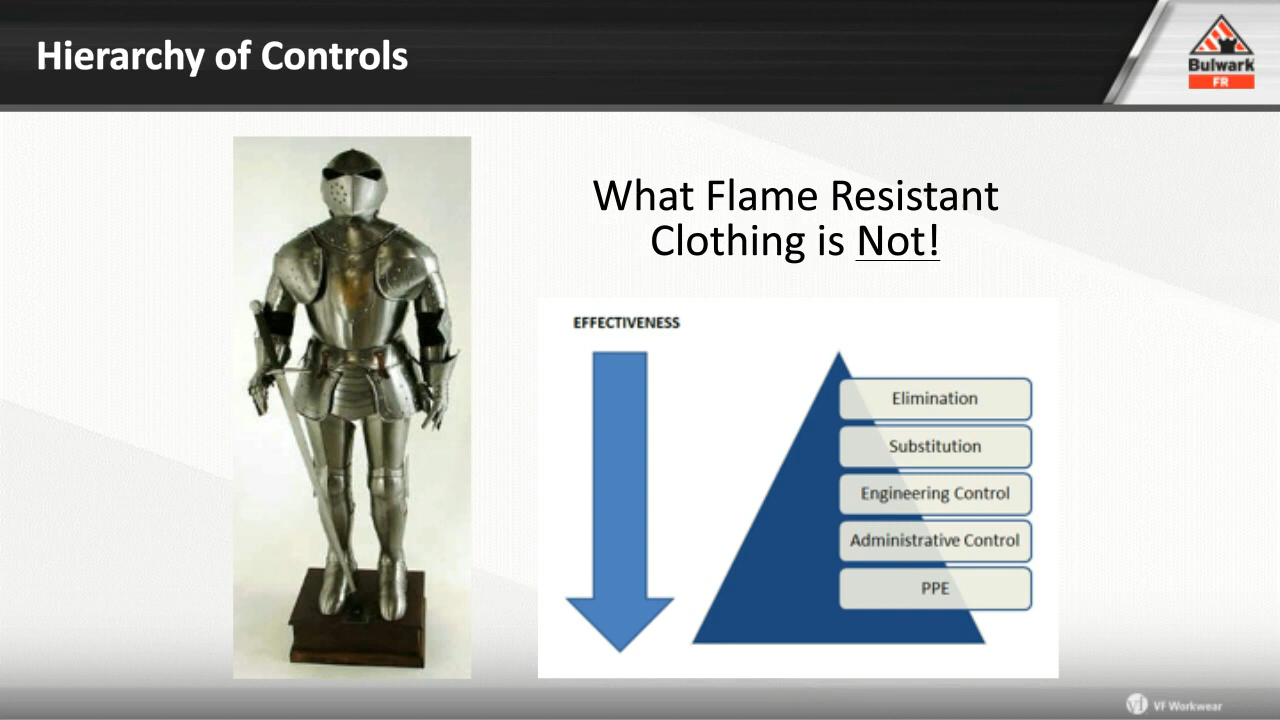 Hierarchy of Controls
Bulwark
FR
What Flame Resistant
Clothing is Not!
EFFECTIVENESS
Elimination
Substitution
Engineering Control
Administrative Control
PPE
VF Workwear